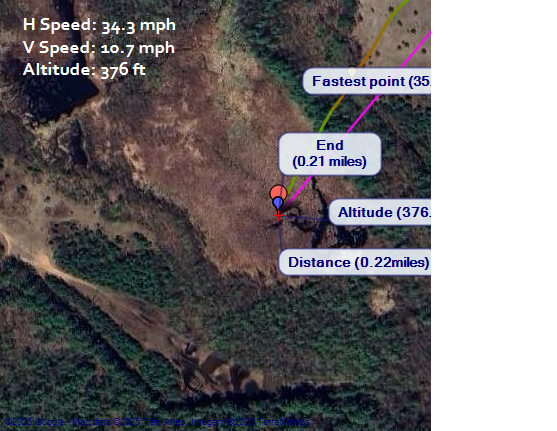 H Speed: 34.3 mph
V Speed: 10.7 mph
Altitude: 376 ft
Fastest point (35.
End
(0.21 miles)
Altitude (376.
Distance (0.22miles)